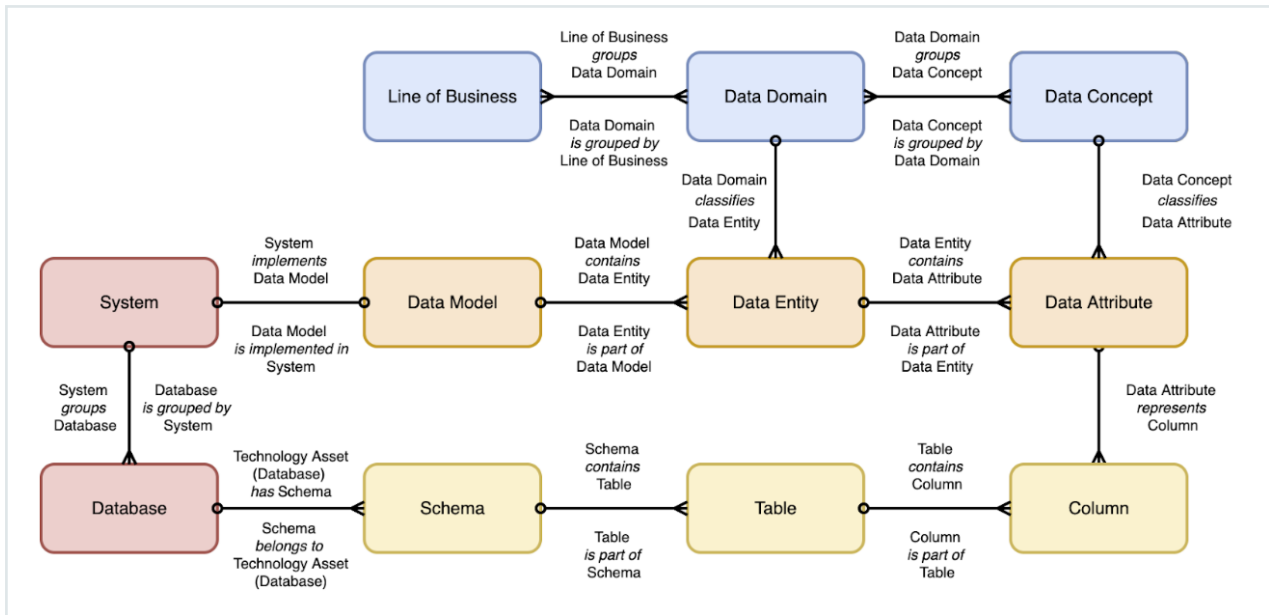 Line of Business
groups
Data Domain
Data Domain
groups
Data Concept
Line of Business
Data Domain
Data Concept
Data Domain
is grouped by
Line of Business
Data Concept
is grouped by
Data Domain
Data Domain
classifies
Data Entity
Data Concept
classifies
Data Attribute
System
implements
Data Model
Data Model
contains
Data Entity
Data Entity
contains
Data Attribute
System
Data Model
Data Entity
Data Attribute
Data Model
is implemented in
System
Data Entity
is part of
Data Model
Data Attribute
is part of
Data Entity
System
groups
Database
Database
is grouped by
System
Data Attribute
represents
Column
Technology Asset
(Database)
has Schema
Schema
contains
Table
Table
contains
Column
Database
Schema
Table
Column
Schema
belongs to
Technology Asset
(Database)
Table
is part of
Schema
Column
is part of
Table